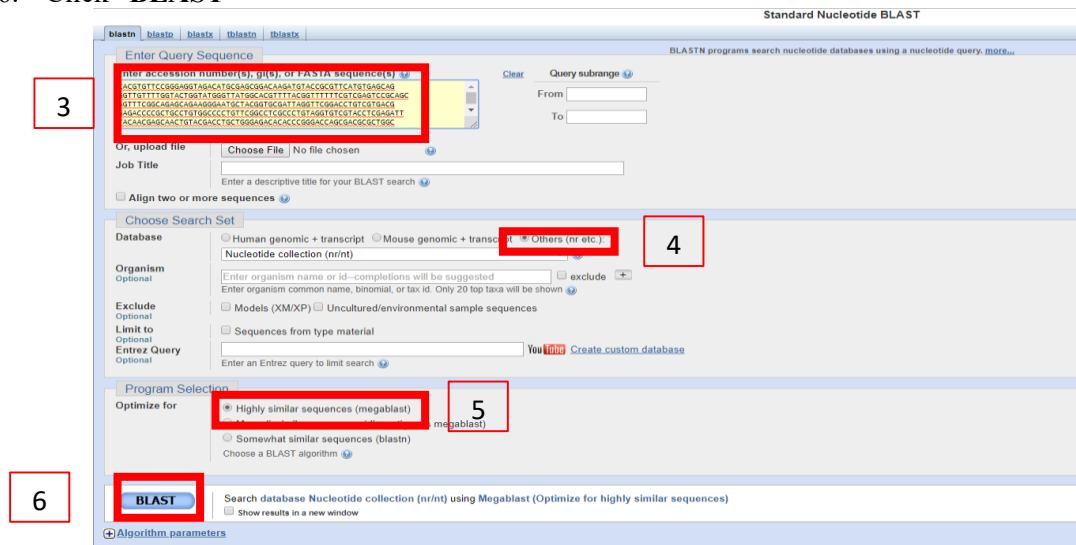 Click "BLAST"
Standard Nucleotide BLAST
blastn blastp blastx tblastn tblastx
BLASTN programs search nucleotide databases using a nucleotide query. more...
Enter Query Sequence
nter accession number(s), gi(s), or FASTA sequence(s)
Clear
Query subrange
3
ACGTGTTCCGGGAGGTAGACATGCGAGCGGACAAGATGTACCGCGTTCATGTGAGCAG
GTTGTTTTGGTACTGGTATGGGTTATGGCACGTTTTACGGTTTTTTCGTCGAGTCCGCAGGC
GTTTCGGCAGAGCAGAAGGGAATGCTACGGTGCGATTAGGTTCGGACCTGTCGTGACG
AGACCCCGCTGCCTGTGGCCCCTGTTCGGCCTCGCCCTGTAGGTGTCGTACCTCGAGATT
ACAACGAGCAACTGTACGACCTGCTGGGAGACACACCCGGGACCAGCGACGCGCTGGC
From
To
Or, upload file
Choose File No file chosen
Job Title
Enter a descriptive title for your BLAST search
Align two or more sequences
Choose Search Set
Database
Human genomic + transcript Mouse genomic + transcript Others (nr etc.):
4
Nucleotide collection (nr/nt)
Organism
Optional
Enter organism name or id--completions will be suggested
exclude +
Enter organism common name, binomial, or tax id. Only 20 top taxa will be shown
Exclude
Optional
Models (XM/XP) Uncultured/environmental sample sequences
Limit to
Optional
Sequences from type material
Entrez Query
Optional
You Tube Create custom database
Enter an Entrez query to limit search
Program Selection
Optimize for
Highly similar sequences (megablast)
5
megablast)
Somewhat similar sequences (blastn)
Choose a BLAST algorithm
6
BLAST
Search database Nucleotide collection (nr/nt) using Megablast (Optimize for highly similar sequences)
Show results in a new window
Algorithm parameters